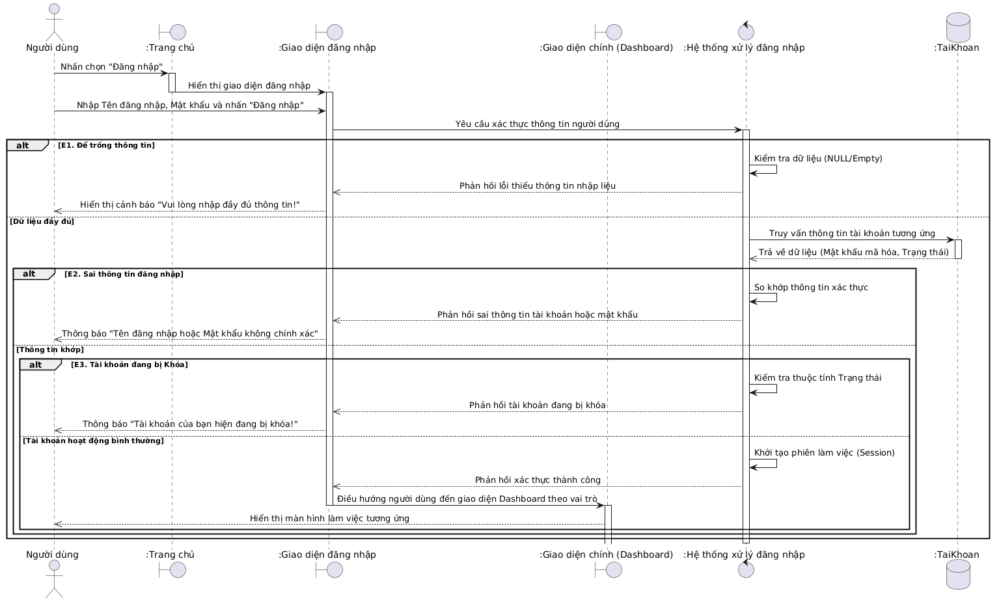 Người dùng
:Trang chủ
:Giao diện đăng nhập
:Giao diện chính (Dashboard)
:Hệ thống xử lý đăng nhập
:TaiKhoan
Nhấn chọn "Đăng nhập"
Hiển thị giao diện đăng nhập
Nhập Tên đăng nhập, Mật khẩu và nhấn "Đăng nhập"
Yêu cầu xác thực thông tin người dùng
alt [E1. Để trống thông tin]
Kiểm tra dữ liệu (NULL/Empty)
Phản hồi lỗi thiếu thông tin nhập liệu
Hiển thị cảnh báo "Vui lòng nhập đầy đủ thông tin!"
[Dữ liệu đầy đủ]
Truy vấn thông tin tài khoản tương ứng
Trả về dữ liệu (Mật khẩu mã hóa, Trạng thái)
alt [E2. Sai thông tin đăng nhập]
So khớp thông tin xác thực
Phản hồi sai thông tin tài khoản hoặc mật khẩu
Thông báo "Tên đăng nhập hoặc Mật khẩu không chính xác"
[Thông tin khớp]
alt [E3. Tài khoản đang bị Khóa]
Kiểm tra thuộc tính Trạng thái
Phản hồi tài khoản đang bị khóa
Thông báo "Tài khoản của bạn hiện đang bị khóa!"
[Tài khoản hoạt động bình thường]
Khởi tạo phiên làm việc (Session)
Phản hồi xác thực thành công
Điều hướng người dùng đến giao diện Dashboard theo vai trò
Hiển thị màn hình làm việc tương ứng
Người dùng
:Trang chủ
:Giao diện đăng nhập
:Giao diện chính (Dashboard)
:Hệ thống xử lý đăng nhập
:TaiKhoan